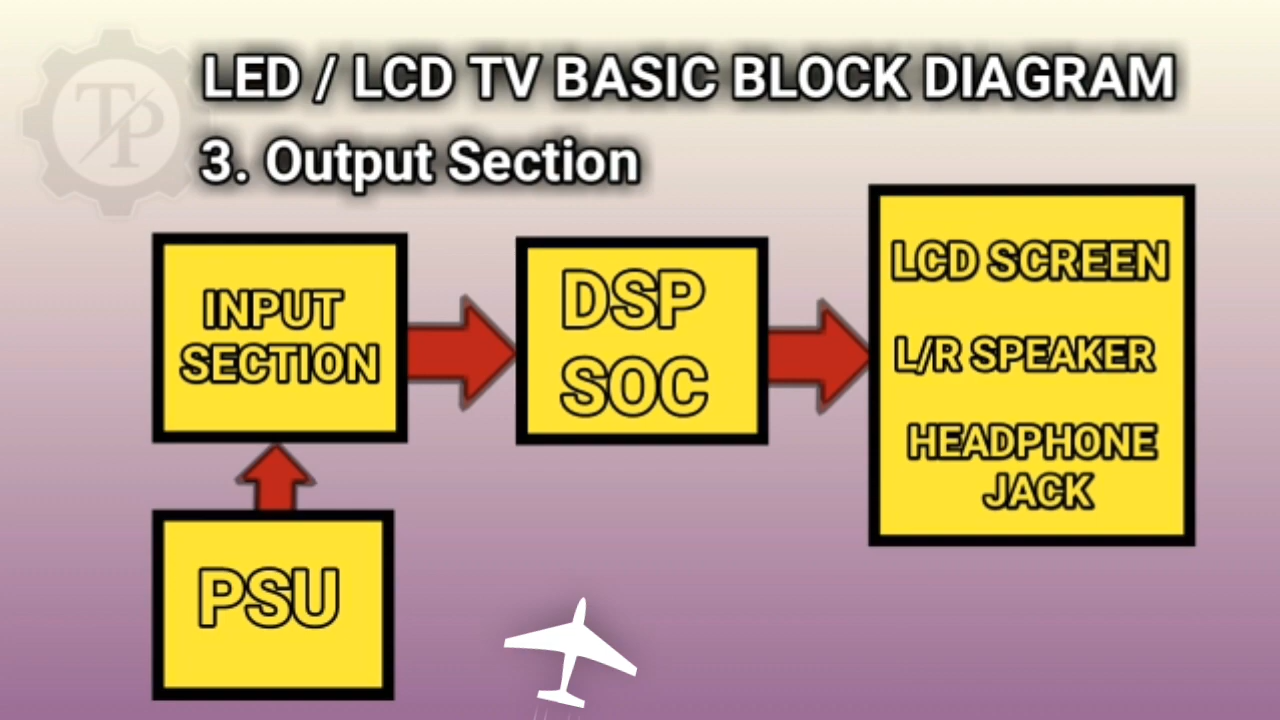 TP
LED / LCD TV BASIC BLOCK DIAGRAM
3. Output Section
INPUT
SECTION
DSP
SOC
LCD SCREEN
L/R SPEAKER
HEADPHONE
JACK
PSU